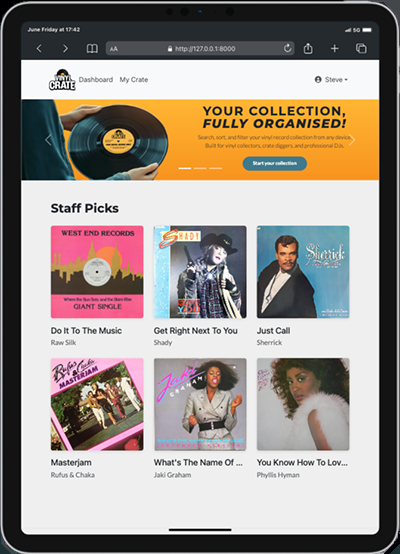 June Friday at 17:42
5G
AA
http://127.0.0.1:8000
VINYL
CRATE
Dashboard
My Crate
Steve
YOUR COLLECTION,
FULLY ORGANISED!
Search, sort, and filter your vinyl record collection from any device.
Built for vinyl collectors, crate diggers, and professional DJs.
Start your collection
Staff Picks
WEST END RECORDS
Where the Sun Sets and the Stars Rise
GIANT SINGLE
SHADY
Sherrick
Do It To The Music
Raw Silk
Get Right Next To You
Shady
Just Call
Sherrick
Rufus & Chaka
MASTERJAM
Jaki
GRAHAM
Masterjam
Rufus & Chaka
What's The Name Of ...
Jaki Graham
You Know How To Lov...
Phyllis Hyman